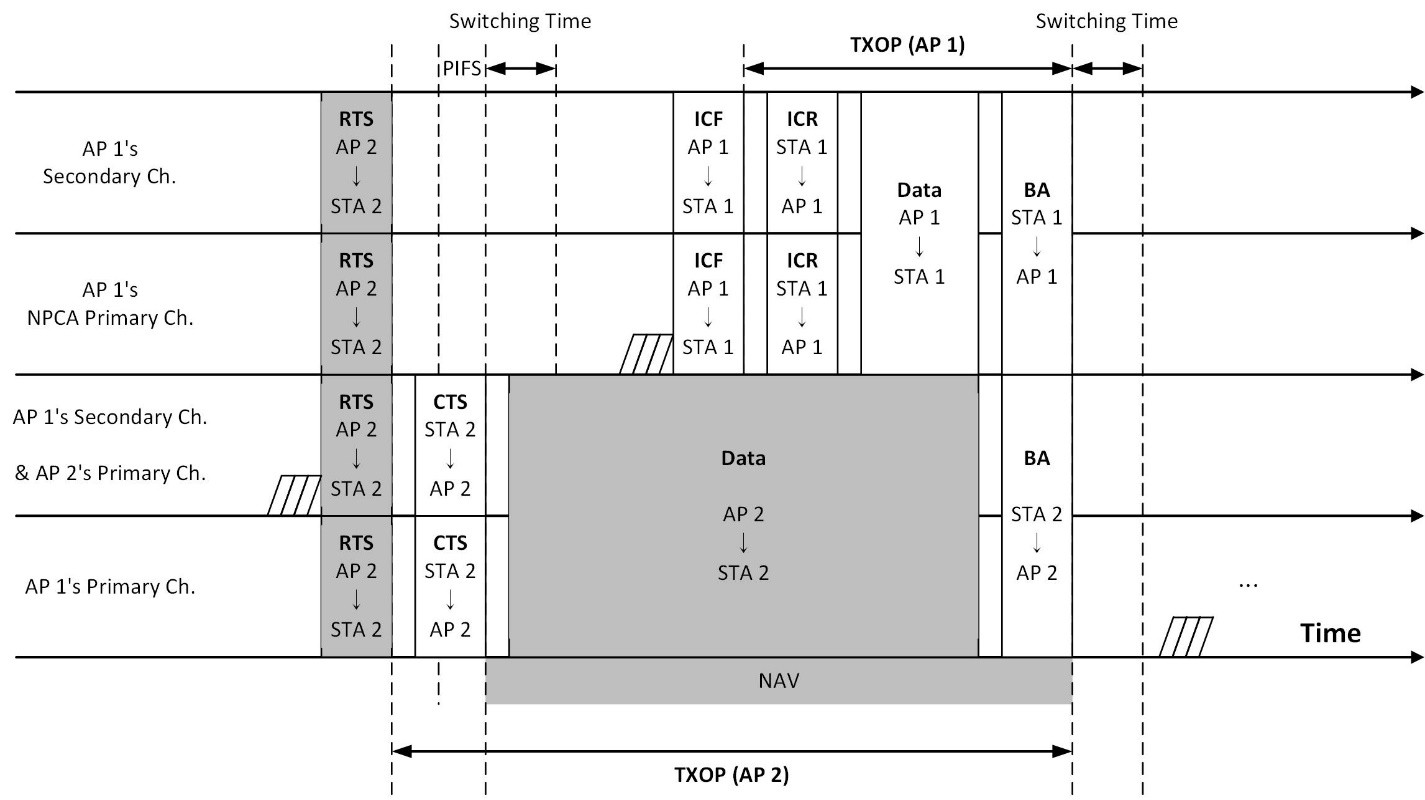 Switching Time
Switching Time
TXOP (AP 1)
PIFS
AP 1's
Secondary Ch.
RTS
AP 2
↓
STA 2
ICF
AP 1
↓
STA 1
ICR
STA 1
↓
AP 1
Data
AP 1
↓
STA 1
BA
STA 1
↓
AP 1
AP 1's
NPCA Primary Ch.
RTS
AP 2
↓
STA 2
ICF
AP 1
↓
STA 1
ICR
STA 1
↓
AP 1
AP 1's Secondary Ch.
& AP 2's Primary Ch.
RTS
AP 2
↓
STA 2
CTS
STA 2
↓
AP 2
Data
AP 2
↓
STA 2
BA
STA 2
↓
AP 2
AP 1's Primary Ch.
RTS
AP 2
↓
STA 2
CTS
STA 2
↓
AP 2
...
Time
NAV
TXOP (AP 2)